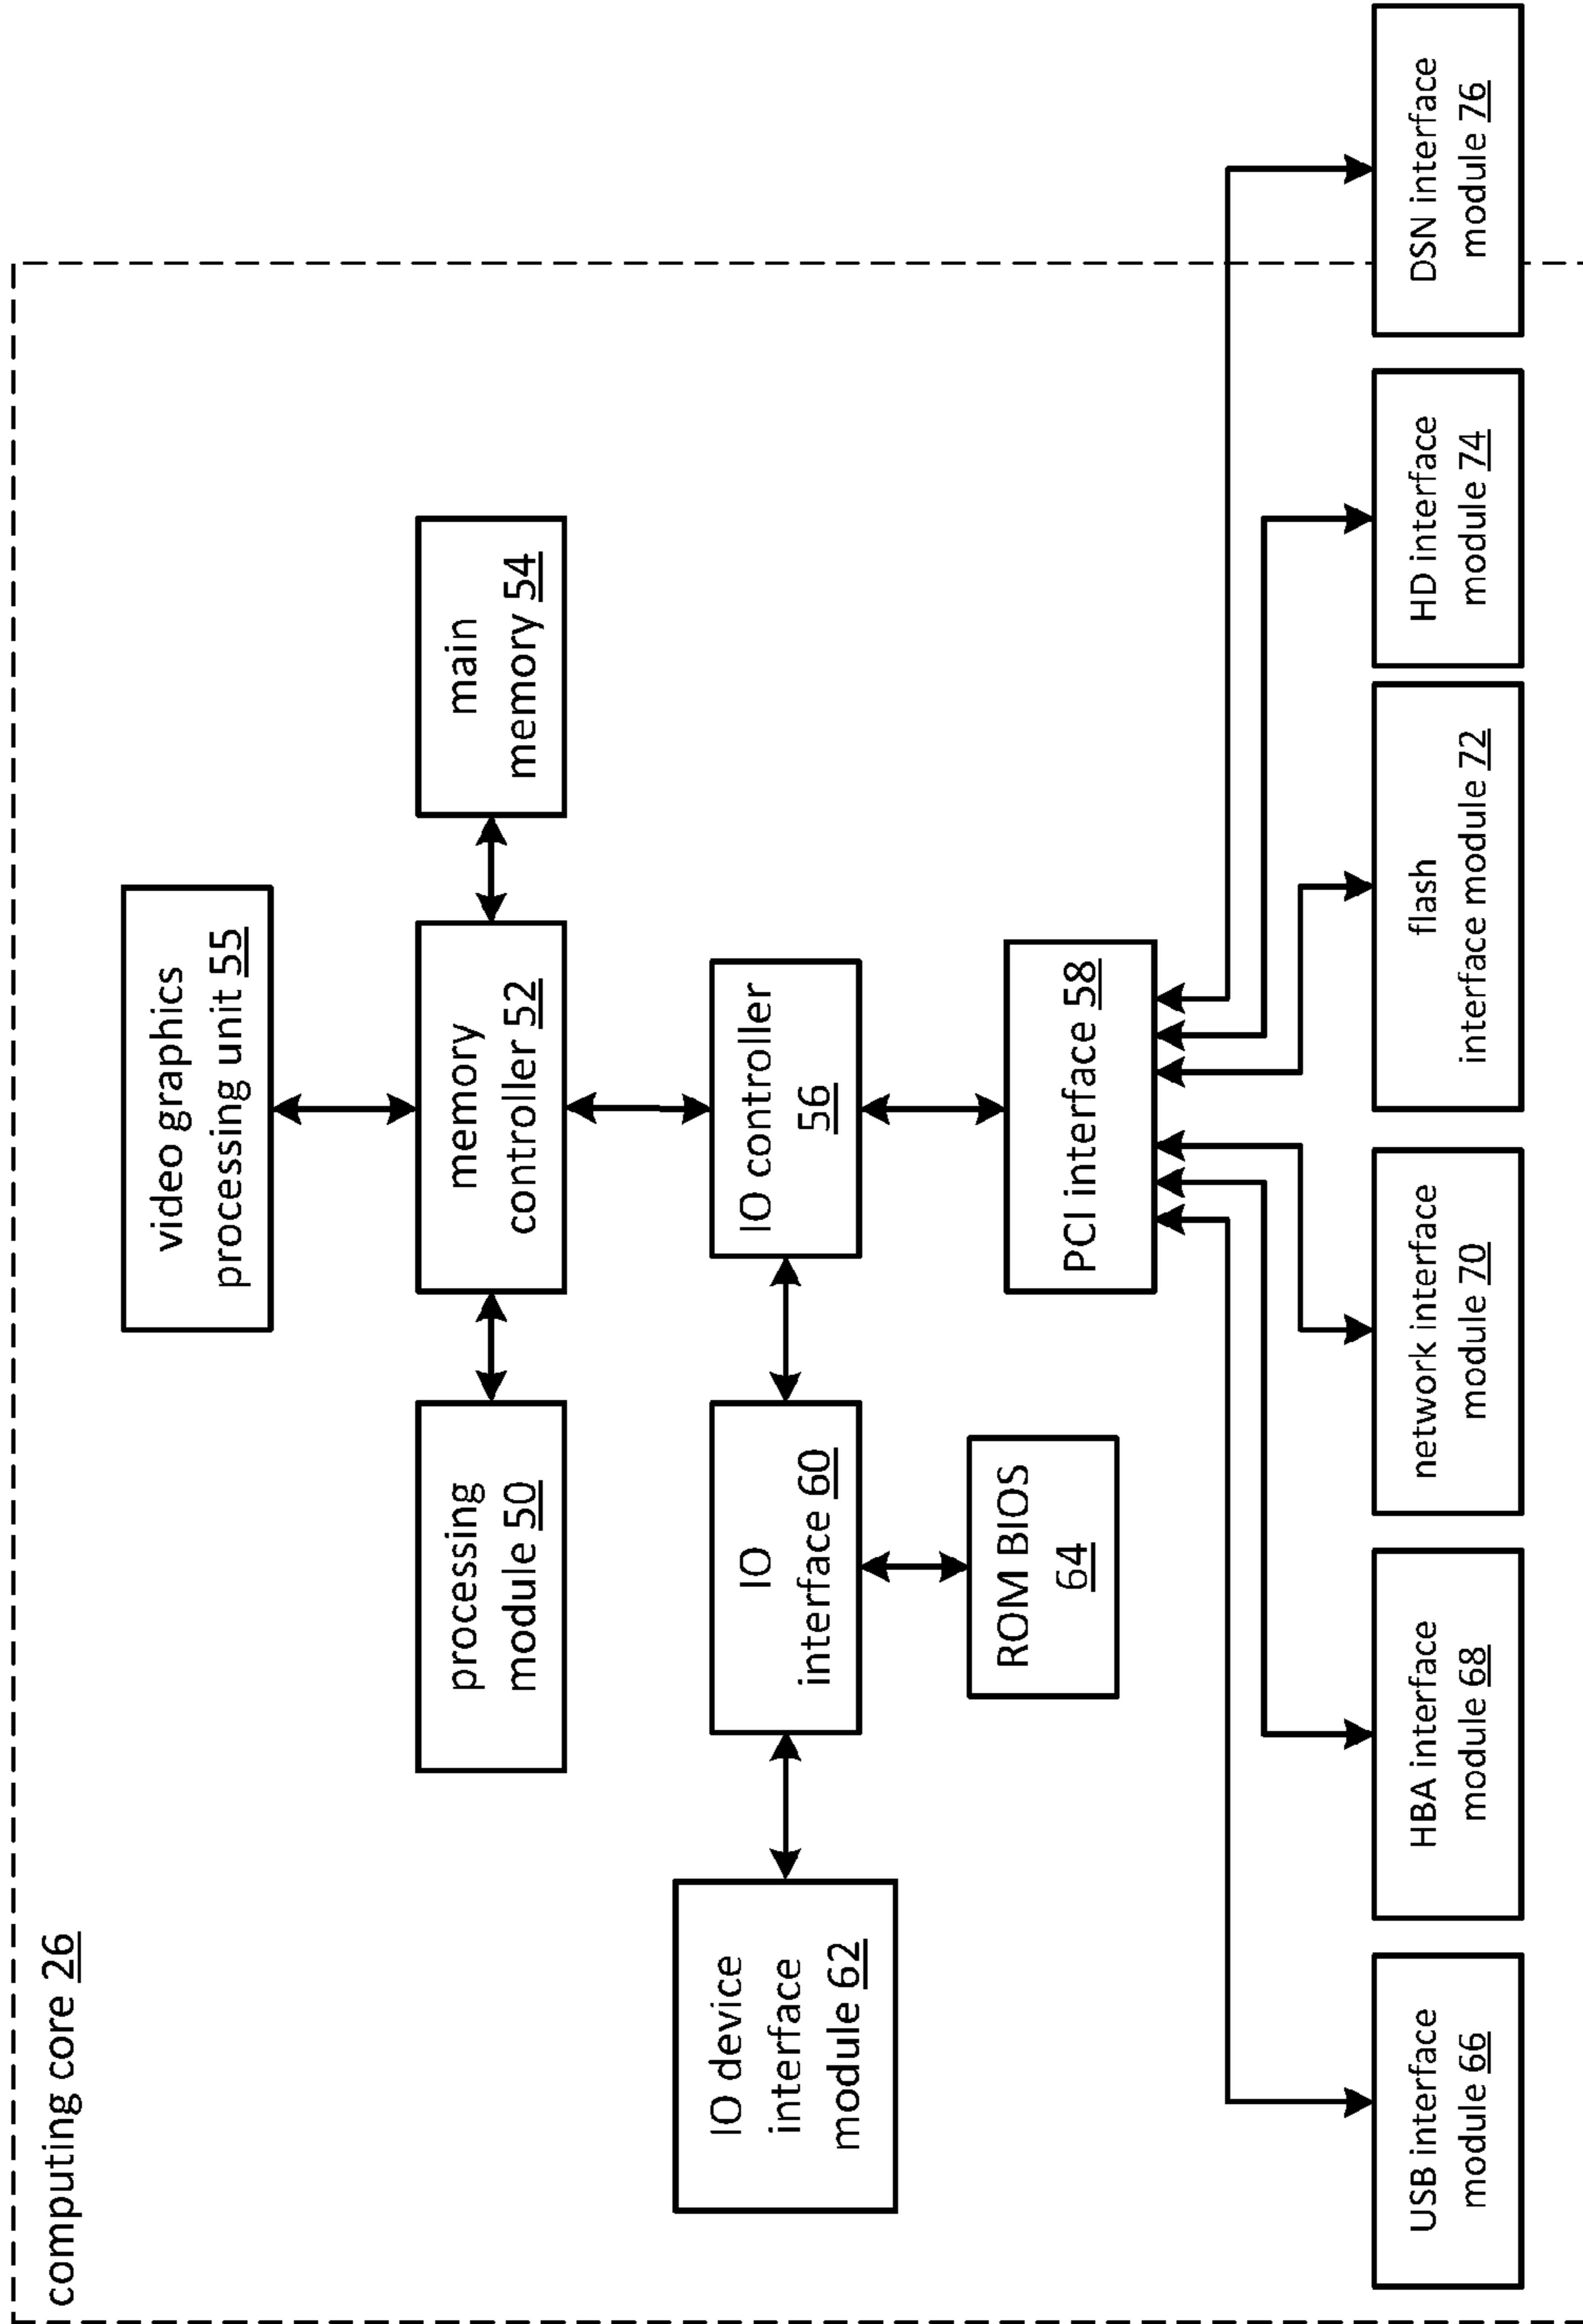 computing core 26
video graphics
processing unit 55
processing
module 50
memory
controller 52
main
memory 54
IO device
interface
module 62
IO
interface 60
IO controller
56
ROM BIOS
64
PCI interface 58
USB interface
module 66
HBA interface
module 68
network interface
module 70
flash
interface module 72
HD interface
module 74
DSN interface
module 76